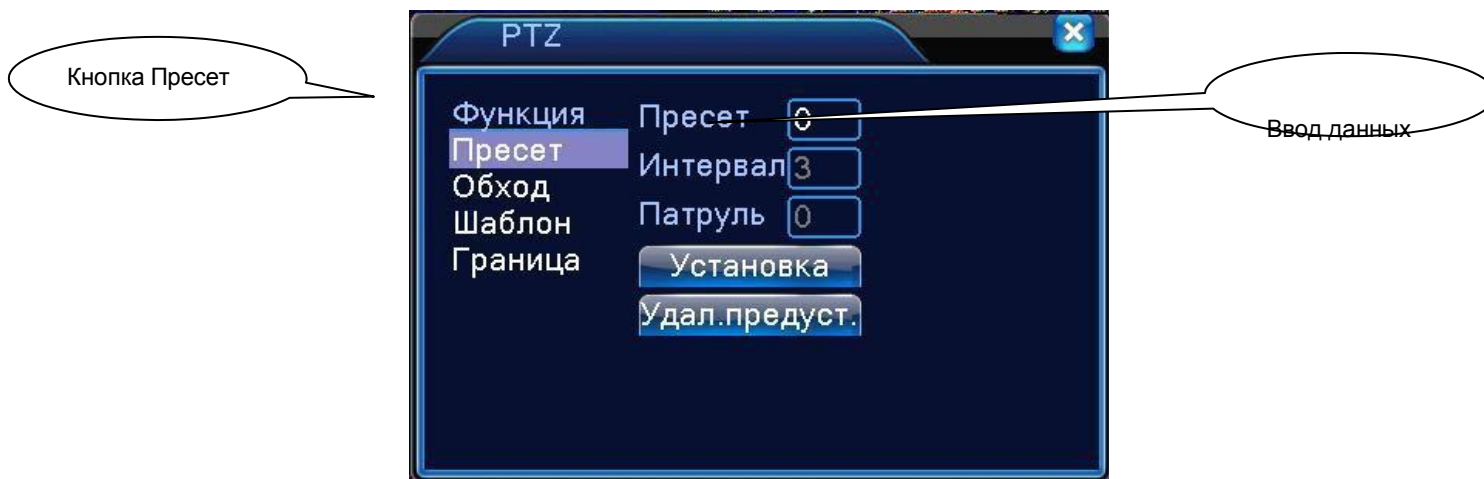 PTZ
Кнопка Пресет
Ввод данных
Функция
Пресет
Обход
Шаблон
Граница
Пресет 0
Интервал 3
Патруль 0
Установка
Удал.предуст.